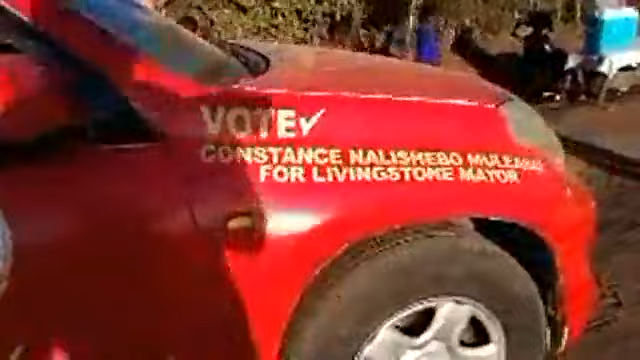 VOTE✓
CONSTANCE NALISHEBO
FOR LIVINGSTONE MAYOR